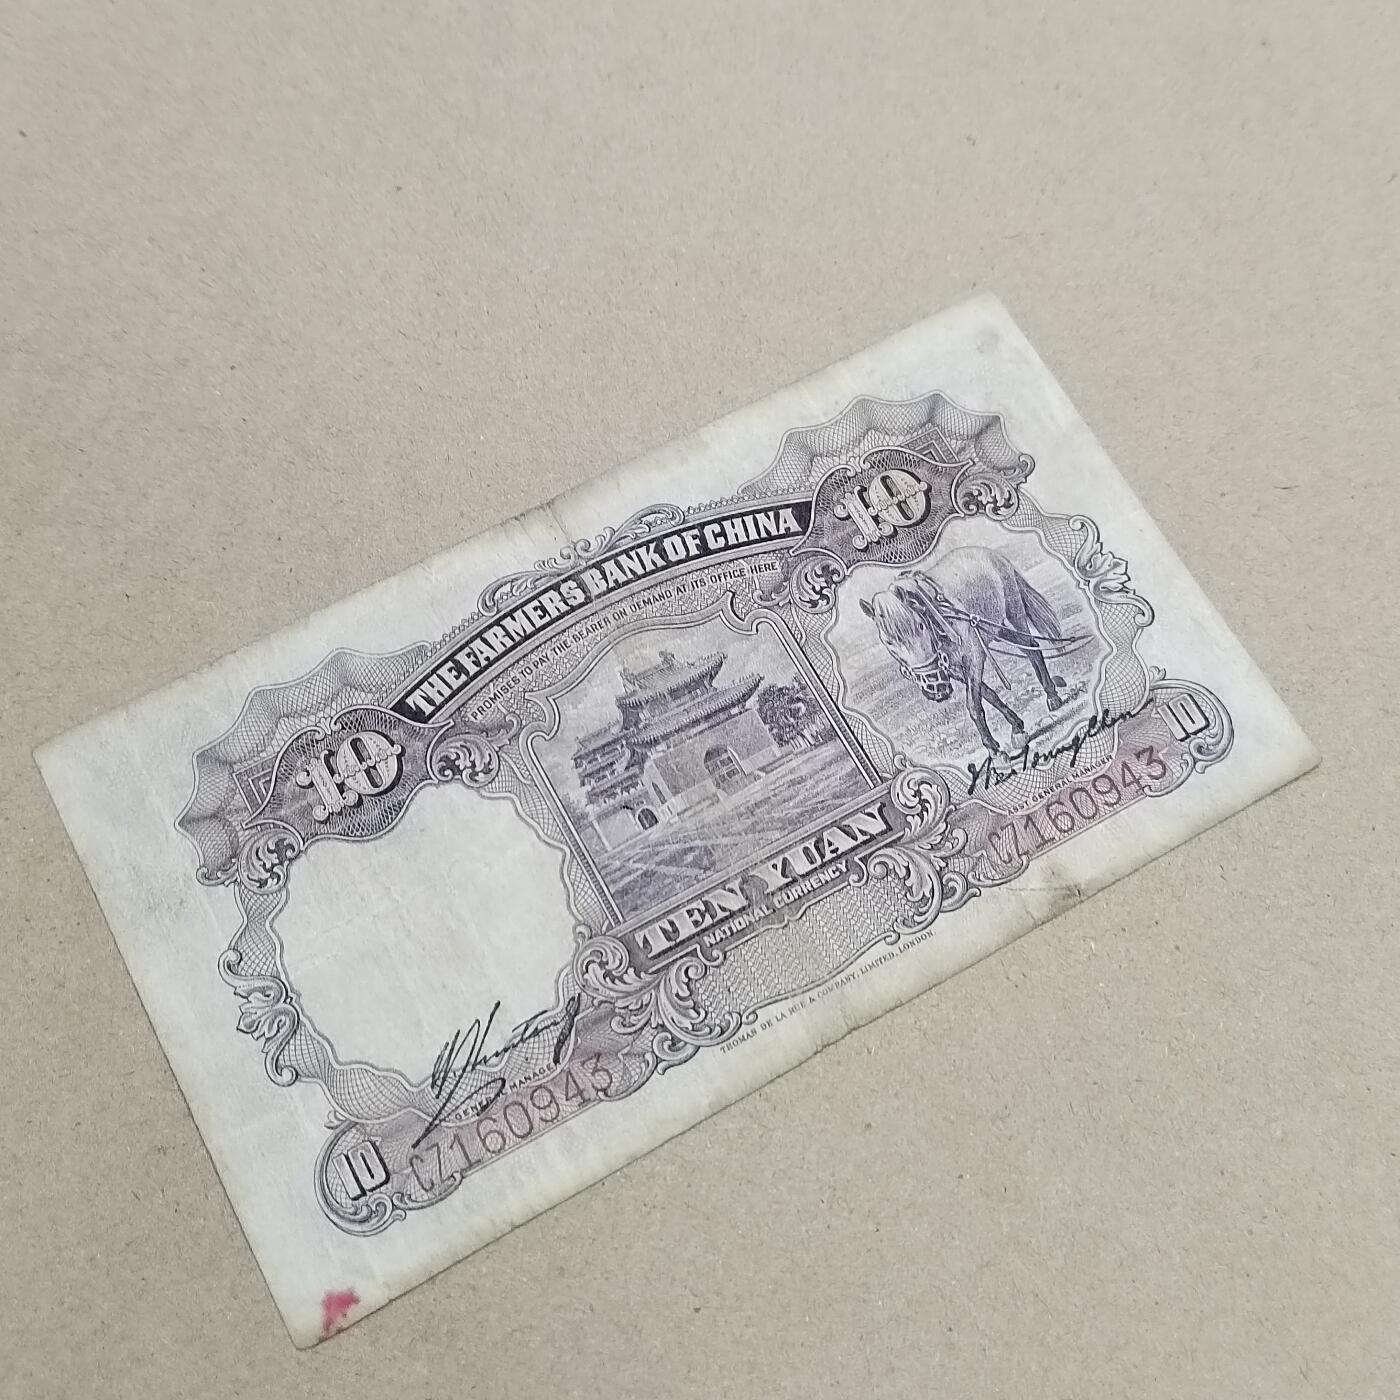 THE FARMERS BANK OF CHINA
PROMISES TO PAY THE BEARER ON DEMAND AT ITS OFFICE HERE
10
10
TEN YUAN
NATIONAL CURRENCY
ASST GENERAL MANAGER
CZ160943
10
GENERAL MANAGER
CZ160943
10
THOMAS DE LA RUE & COMPANY, LIMITED, LONDON.